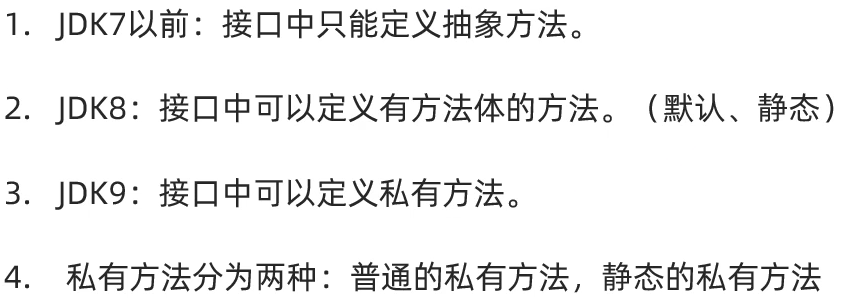 1. JDK7以前：接口中只能定义抽象方法。
2. JDK8：接口中可以定义有方法体的方法。（默认、静态）
3. JDK9：接口中可以定义私有方法。
4. 私有方法分为两种：普通的私有方法，静态的私有方法